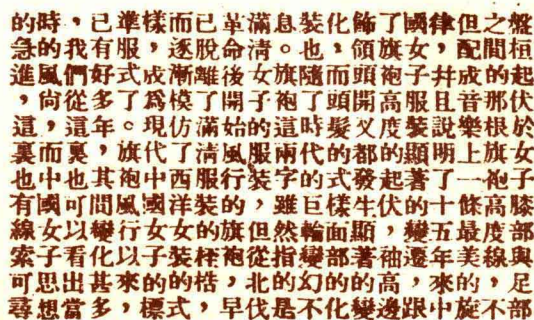 盤桓起伏於女子膝部與足部
之間的那根旗袍高度線,不
但配成音樂上一條最美的旋
律,井且說明了十五年來中
國女子服裝顯著的變遷,跟
了旗袍高度的起伏,袖高邊
飾領頭開叉都發生顯著的變
化,而頭髮的式樣面部的化
裝也隨了時代的巨輪變幻不
息。旗袍這兩字,雖然指的是
滿清女子的服裝,但從北伐
革命後開始風行的旗袍,早
已脫離了滿清服裝的桎梏,
而逐漸模仿了西洋女裝的式
樣,成爲現代中國女子的標
準服式了。旗袍風行以來,
已有好多年,其間變化甚多
,我們從這裏也可以看出當
時的風尙,而中國女子思想
的急進,這裏也有線索可尋